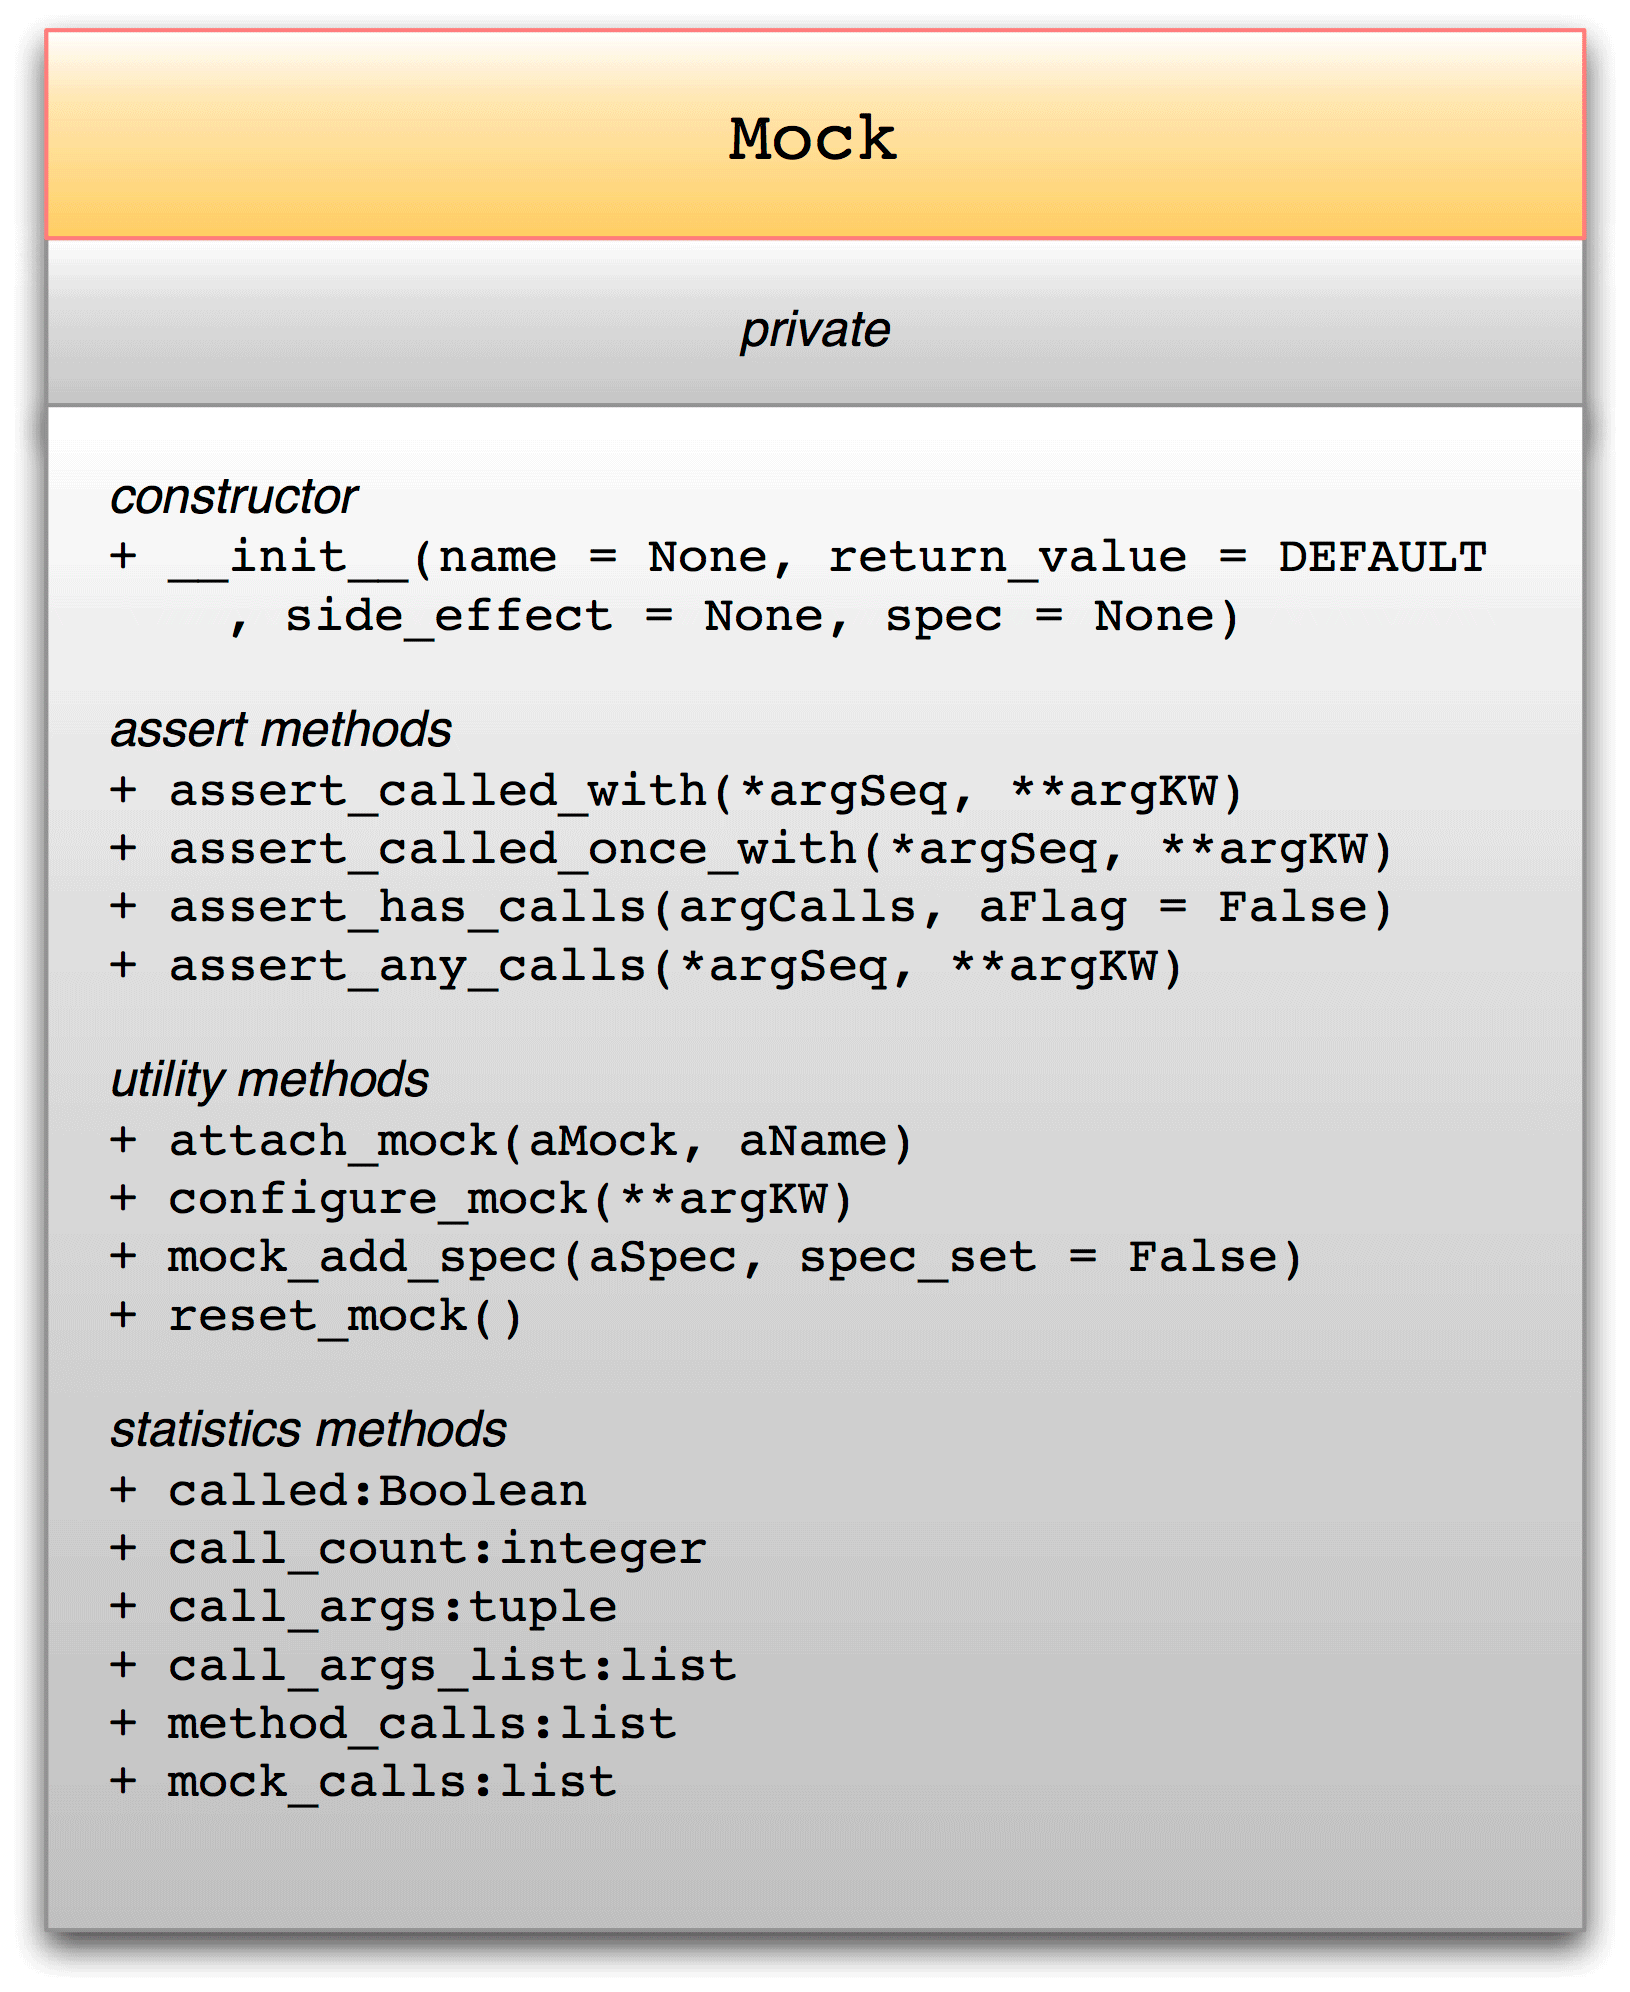 Mock
private
constructor
+ __init__(name = None, return_value = DEFAULT
, side_effect = None, spec = None)
assert methods
+ assert_called_with(*argSeq, **argKW)
+ assert_called_once_with(*argSeq, **argKW)
+ assert_has_calls(argCalls, aFlag = False)
+ assert_any_calls(*argSeq, **argKW)
utility methods
+ attach_mock(aMock, aName)
+ configure_mock(**argKW)
+ mock_add_spec(aSpec, spec_set = False)
+ reset_mock()
statistics methods
+ called:Boolean
+ call_count:integer
+ call_args:tuple
+ call_args_list:list
+ method_calls:list
+ mock_calls:list